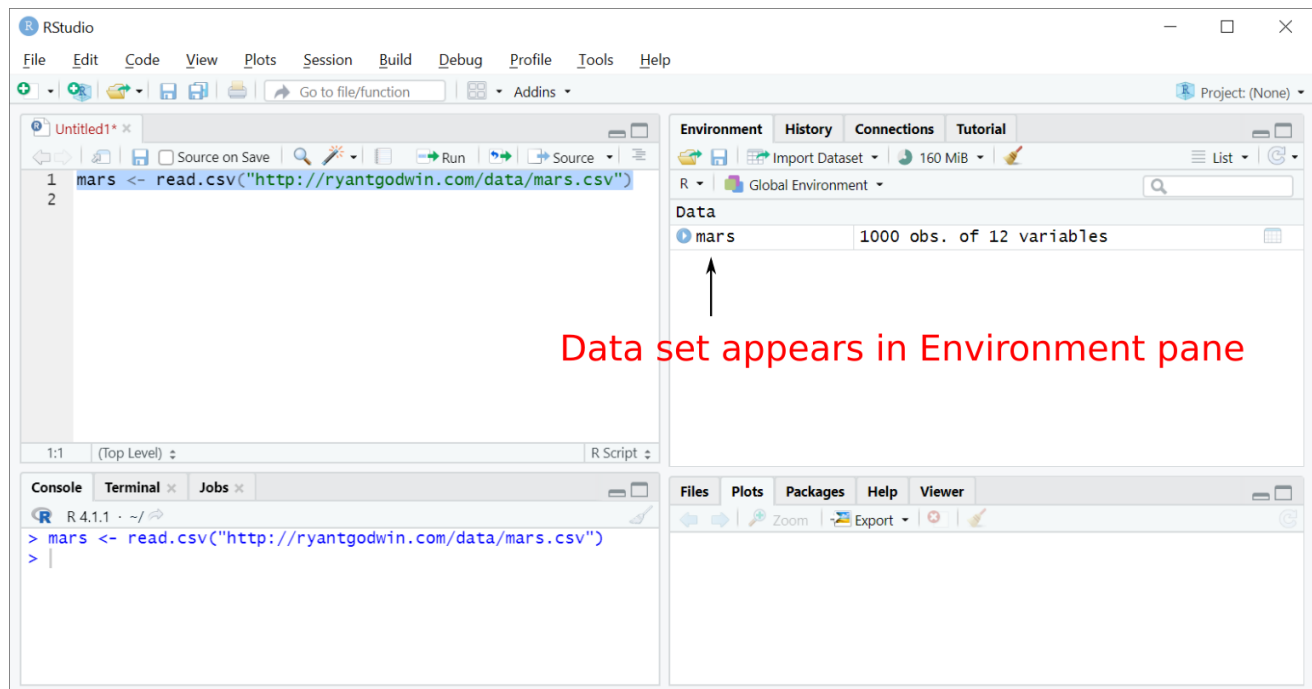 RStudio
File Edit Code View Plots Session Build Debug Profile Tools Help
Go to file/function Addins Project: (None)
Untitled1*
Source on Save Run Source
1 mars <- read.csv("http://ryantgodwin.com/data/mars.csv")
2
1:1 (Top Level) R Script
Environment History Connections Tutorial
Import Dataset 160 MiB List
R Global Environment
Data
mars 1000 obs. of 12 variables
Data set appears in Environment pane
Console Terminal Jobs
R 4.1.1 · ~/
> mars <- read.csv("http://ryantgodwin.com/data/mars.csv")
>
Files Plots Packages Help Viewer
Zoom Export